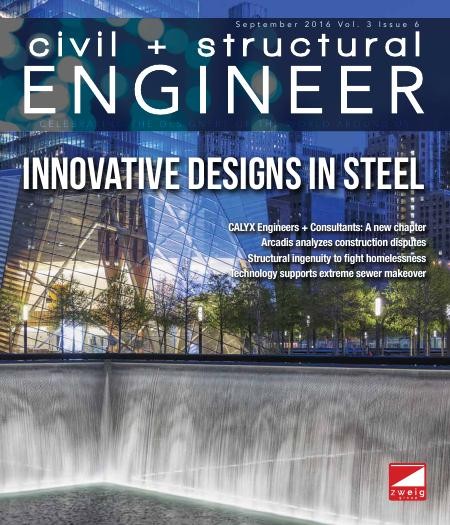 September 2016 Vol. 3 Issue 6
civil + structural
ENGINEER
INNOVATIVE DESIGNS IN STEEL
CALYX Engineers + Consultants: A new chapter
Arcadis analyzes construction disputes
Structural ingenuity to fight homelessness
Technology supports extreme sewer makeover
zweig
group